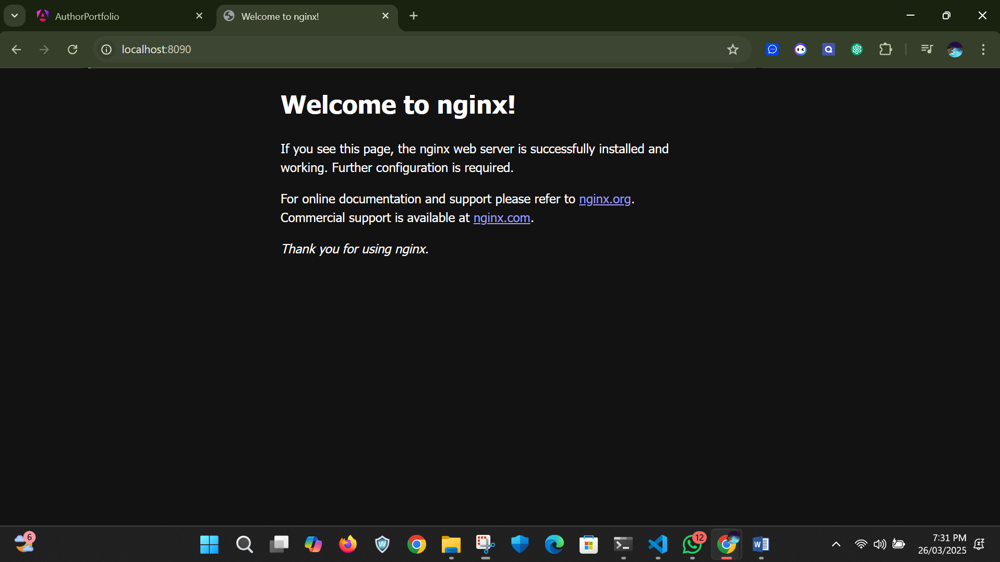 AuthorPortfolio
Welcome to nginx!
localhost:8090
Welcome to nginx!
If you see this page, the nginx web server is successfully installed and
working. Further configuration is required.
For online documentation and support please refer to nginx.org.
Commercial support is available at nginx.com.
Thank you for using nginx.
6
W
12
W
7:31 PM
26/03/2025